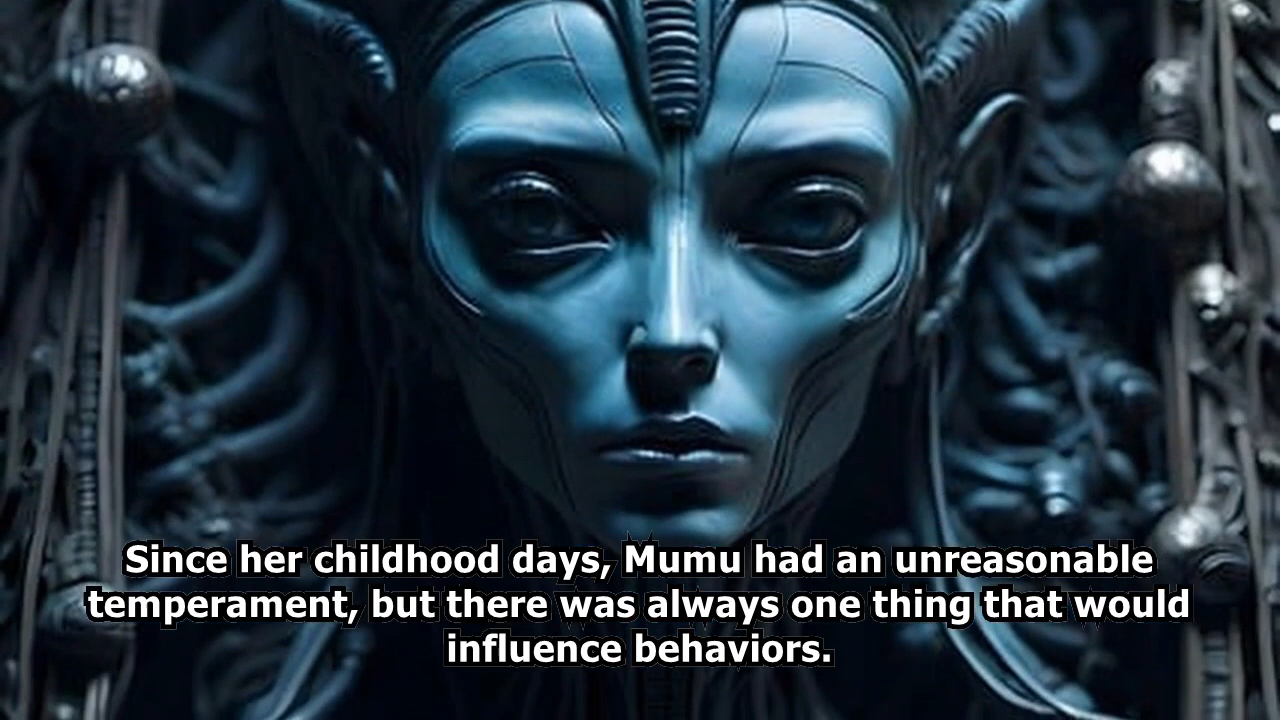 Since her childhood days, Mumu had an unreasonable
temperament, but there was always one thing that would
influence behaviors.